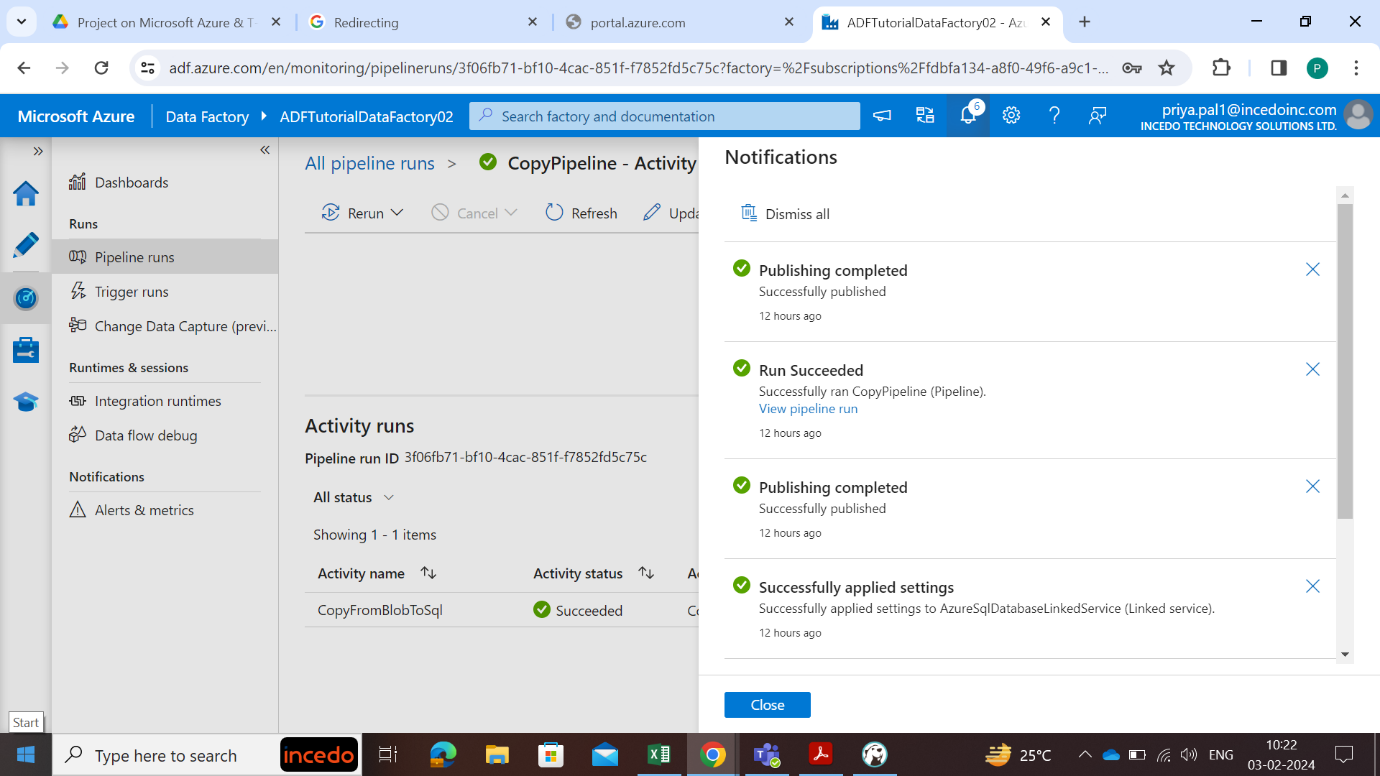 Project on Microsoft Azure & T
Redirecting
portal.azure.com
ADFTutorialDataFactory02 - Az
adf.azure.com/en/monitoring/pipelineruns/3f06fb71-bf10-4cac-851f-f7852fd5c75c?factory=%2Fsubscriptions%2Ffdbfa134-a8f0-49f6-a9c1-...
P
Microsoft Azure
Data Factory
ADFTutorialDataFactory02
Search factory and documentation
6
priya.pal1@incedoinc.com
INCEDO TECHNOLOGY SOLUTIONS LTD.
Dashboards
Runs
Pipeline runs
Trigger runs
Change Data Capture (previ...
Runtimes & sessions
Integration runtimes
Data flow debug
Notifications
Alerts & metrics
All pipeline runs > CopyPipeline - Activity
Rerun
Cancel
Refresh
Upda
Activity runs
Pipeline run ID 3f06fb71-bf10-4cac-851f-f7852fd5c75c
All status
Showing 1 - 1 items
Activity name
Activity status
A
CopyFromBlobToSql
Succeeded
Co
Notifications
Dismiss all
Publishing completed
Successfully published
12 hours ago
Run Succeeded
Successfully ran CopyPipeline (Pipeline).
View pipeline run
12 hours ago
Publishing completed
Successfully published
12 hours ago
Successfully applied settings
Successfully applied settings to AzureSqlDatabaseLinkedService (Linked service).
12 hours ago
Close
Start
Type here to search
incedo
25°C
ENG
10:22
03-02-2024